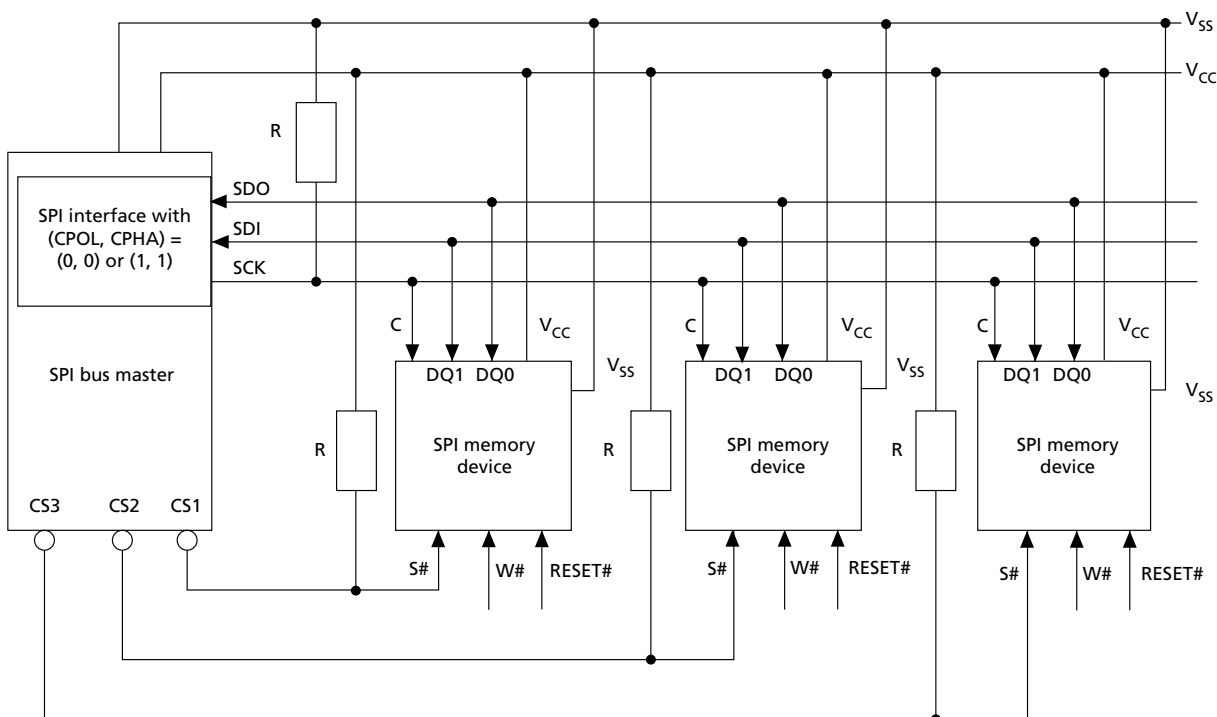 VSS
VCC
R
SDO
SPI interface with
(CPOL, CPHA) =
(0, 0) or (1, 1)
SDI
SCK
SPI bus master
C
VCC
C
VCC
C
VCC
DQ1 DQ0
VSS
DQ1 DQ0
VSS
DQ1 DQ0
VSS
R
SPI memory
device
R
SPI memory
device
R
SPI memory
device
CS3 CS2 CS1
S# W# RESET#
S# W# RESET#
S# W# RESET#